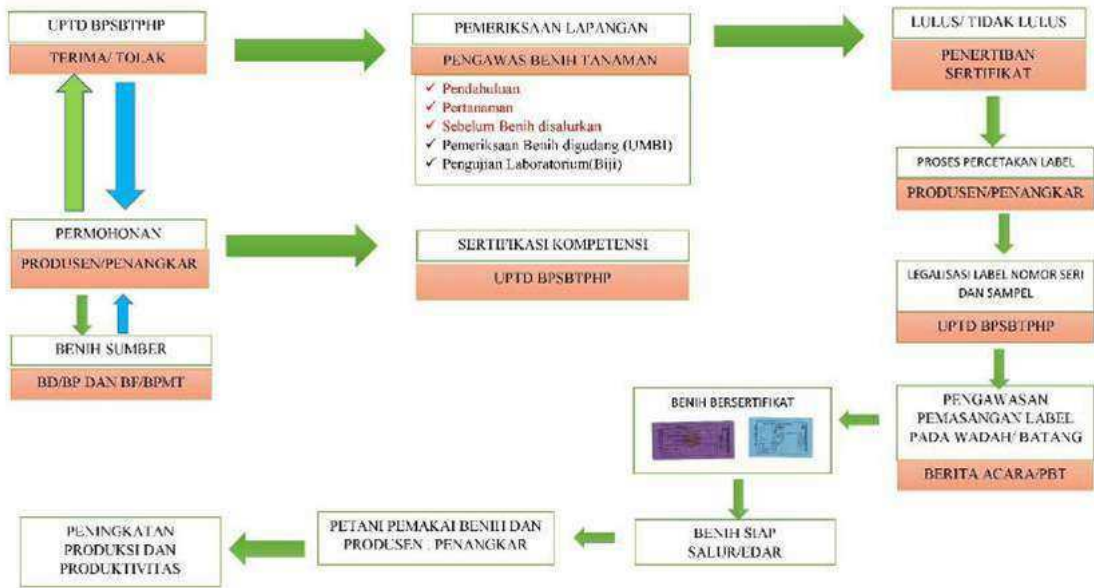 UPTD BPSBTPHP
TERIMA/ TOLAK
PEMERIKSAAN LAPANGAN
PENGAWAS BENIH TANAMAN
✓ Pendahuluan
✓ Pertanaman
✓ Sebelum Benih disalurkan
✓ Pemeriksaan Benih digudang (UMBI)
✓ Pengujian Laboratorium(Biji)
LULUS/ TIDAK LULUS
PENERTIBAN
SERTIFIKAT
PROSES PERCETAKAN LABEL
PRODUSEN/PENANGKAR
PERMOHONAN
PRODUSEN/PENANGKAR
SERTIFIKASI KOMPETENSI
UPTD BPSBTPHP
LEGALISASI LABEL NOMOR SERI
DAN SAMPEL
UPTD BPSBTPHP
BENIH SUMBER
BD/BP DAN BF/BPMT
BENIH BERSERTIFIKAT
PENGAWASAN
PEMASANGAN LABEL
PADA WADAH/ BATANG
BERITA ACARA/PBT
PENINGKATAN
PRODUKSI DAN
PRODUKTIVITAS
PETANI PEMAKAI BENIH DAN
PRODUSEN . PENANGKAR
BENIH SIAP
SALUR/EDAR